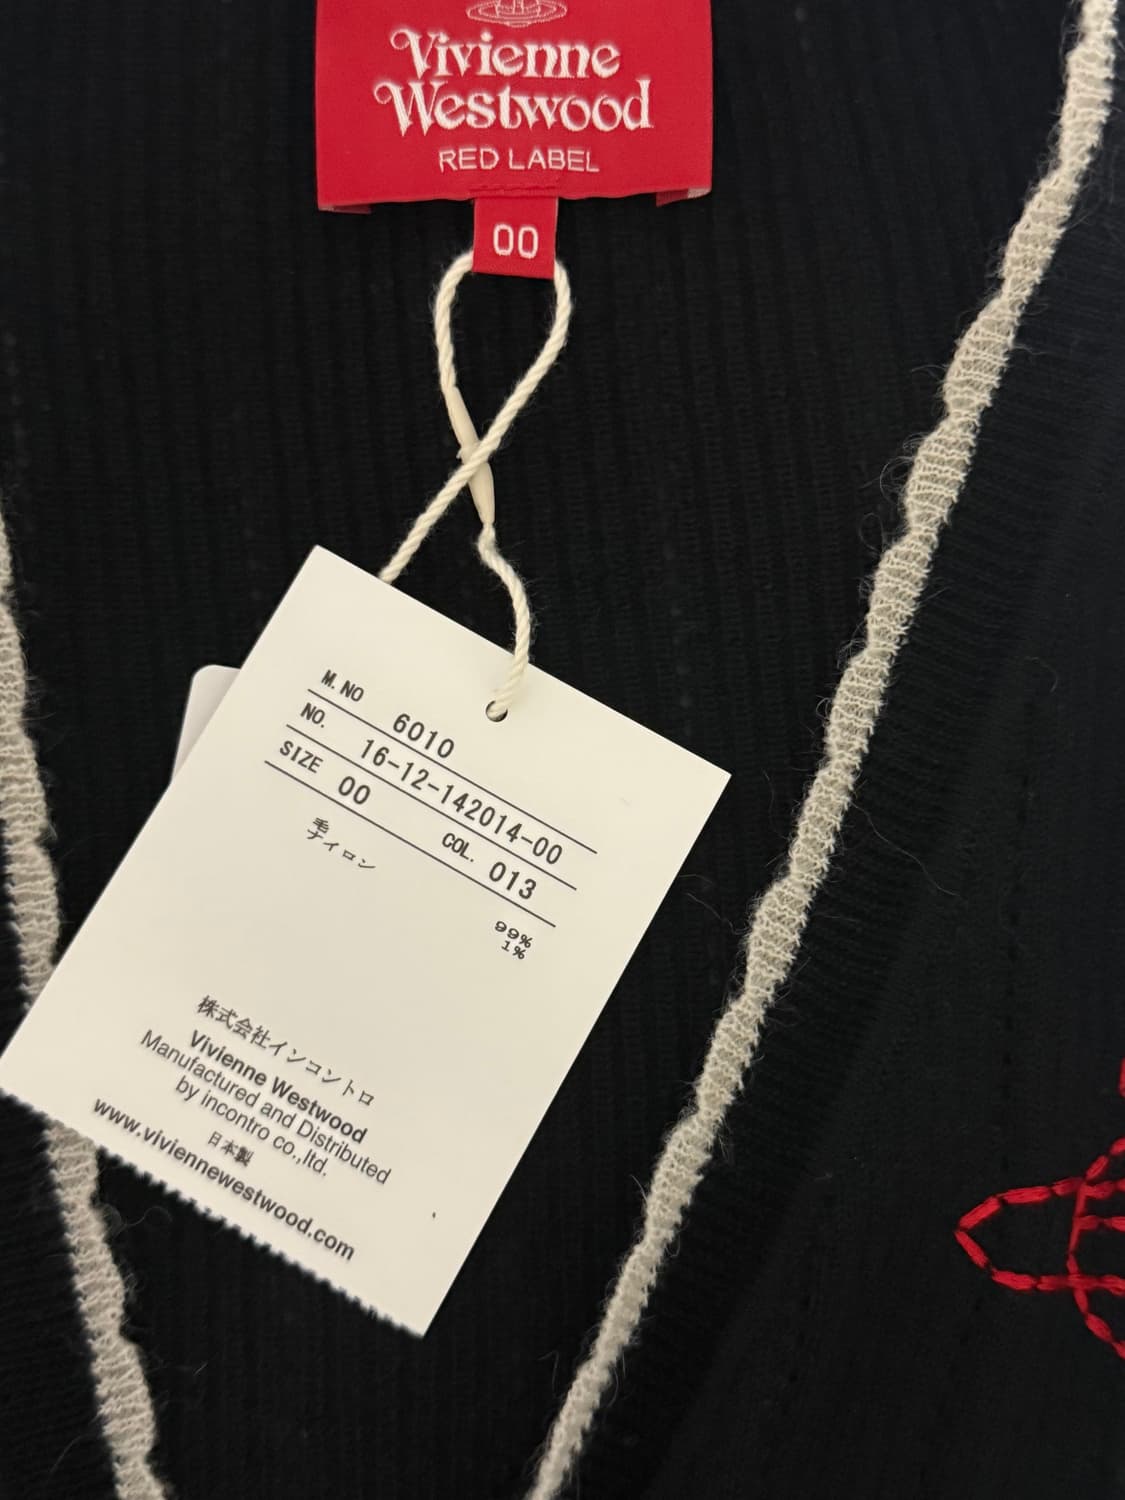 Vivienne
Westwood
RED LABEL
00
M.NO 6010
NO. 16-12-142014-00
SIZE 00 COL. 013
毛 99%
ナイロン 1%
株式会社インコントロ
Vivienne Westwood
Manufactured and Distributed
by incontro co.,ltd.
日本製
www.viviennewestwood.com